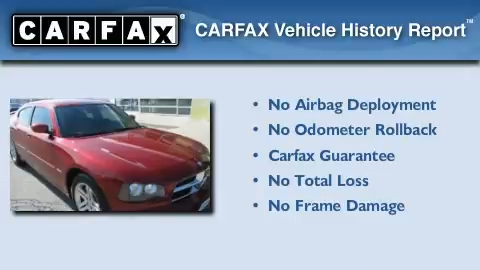 CARFAX®
CARFAX Vehicle History Report™
• No Airbag Deployment
• No Odometer Rollback
• Carfax Guarantee
• No Total Loss
• No Frame Damage